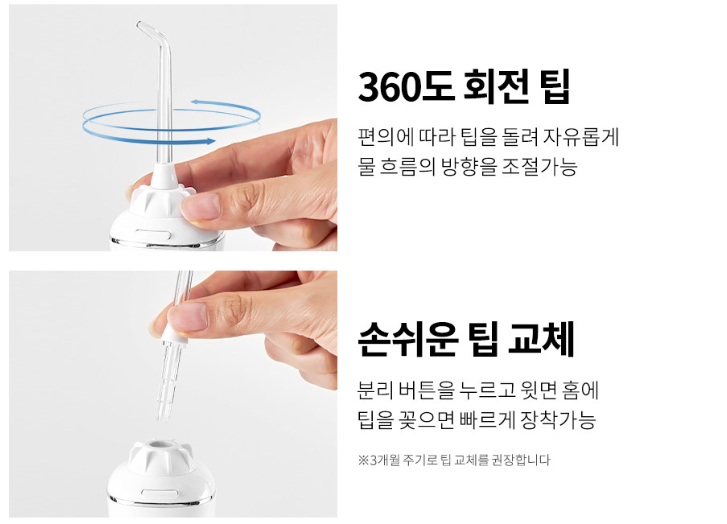 360도 회전 팁
편의에 따라 팁을 돌려 자유롭게
물 흐름의 방향을 조절가능
손쉬운 팁 교체
분리 버튼을 누르고 윗면 홈에
팁을 꽂으면 빠르게 장착가능
※3개월 주기로 팁 교체를 권장합니다